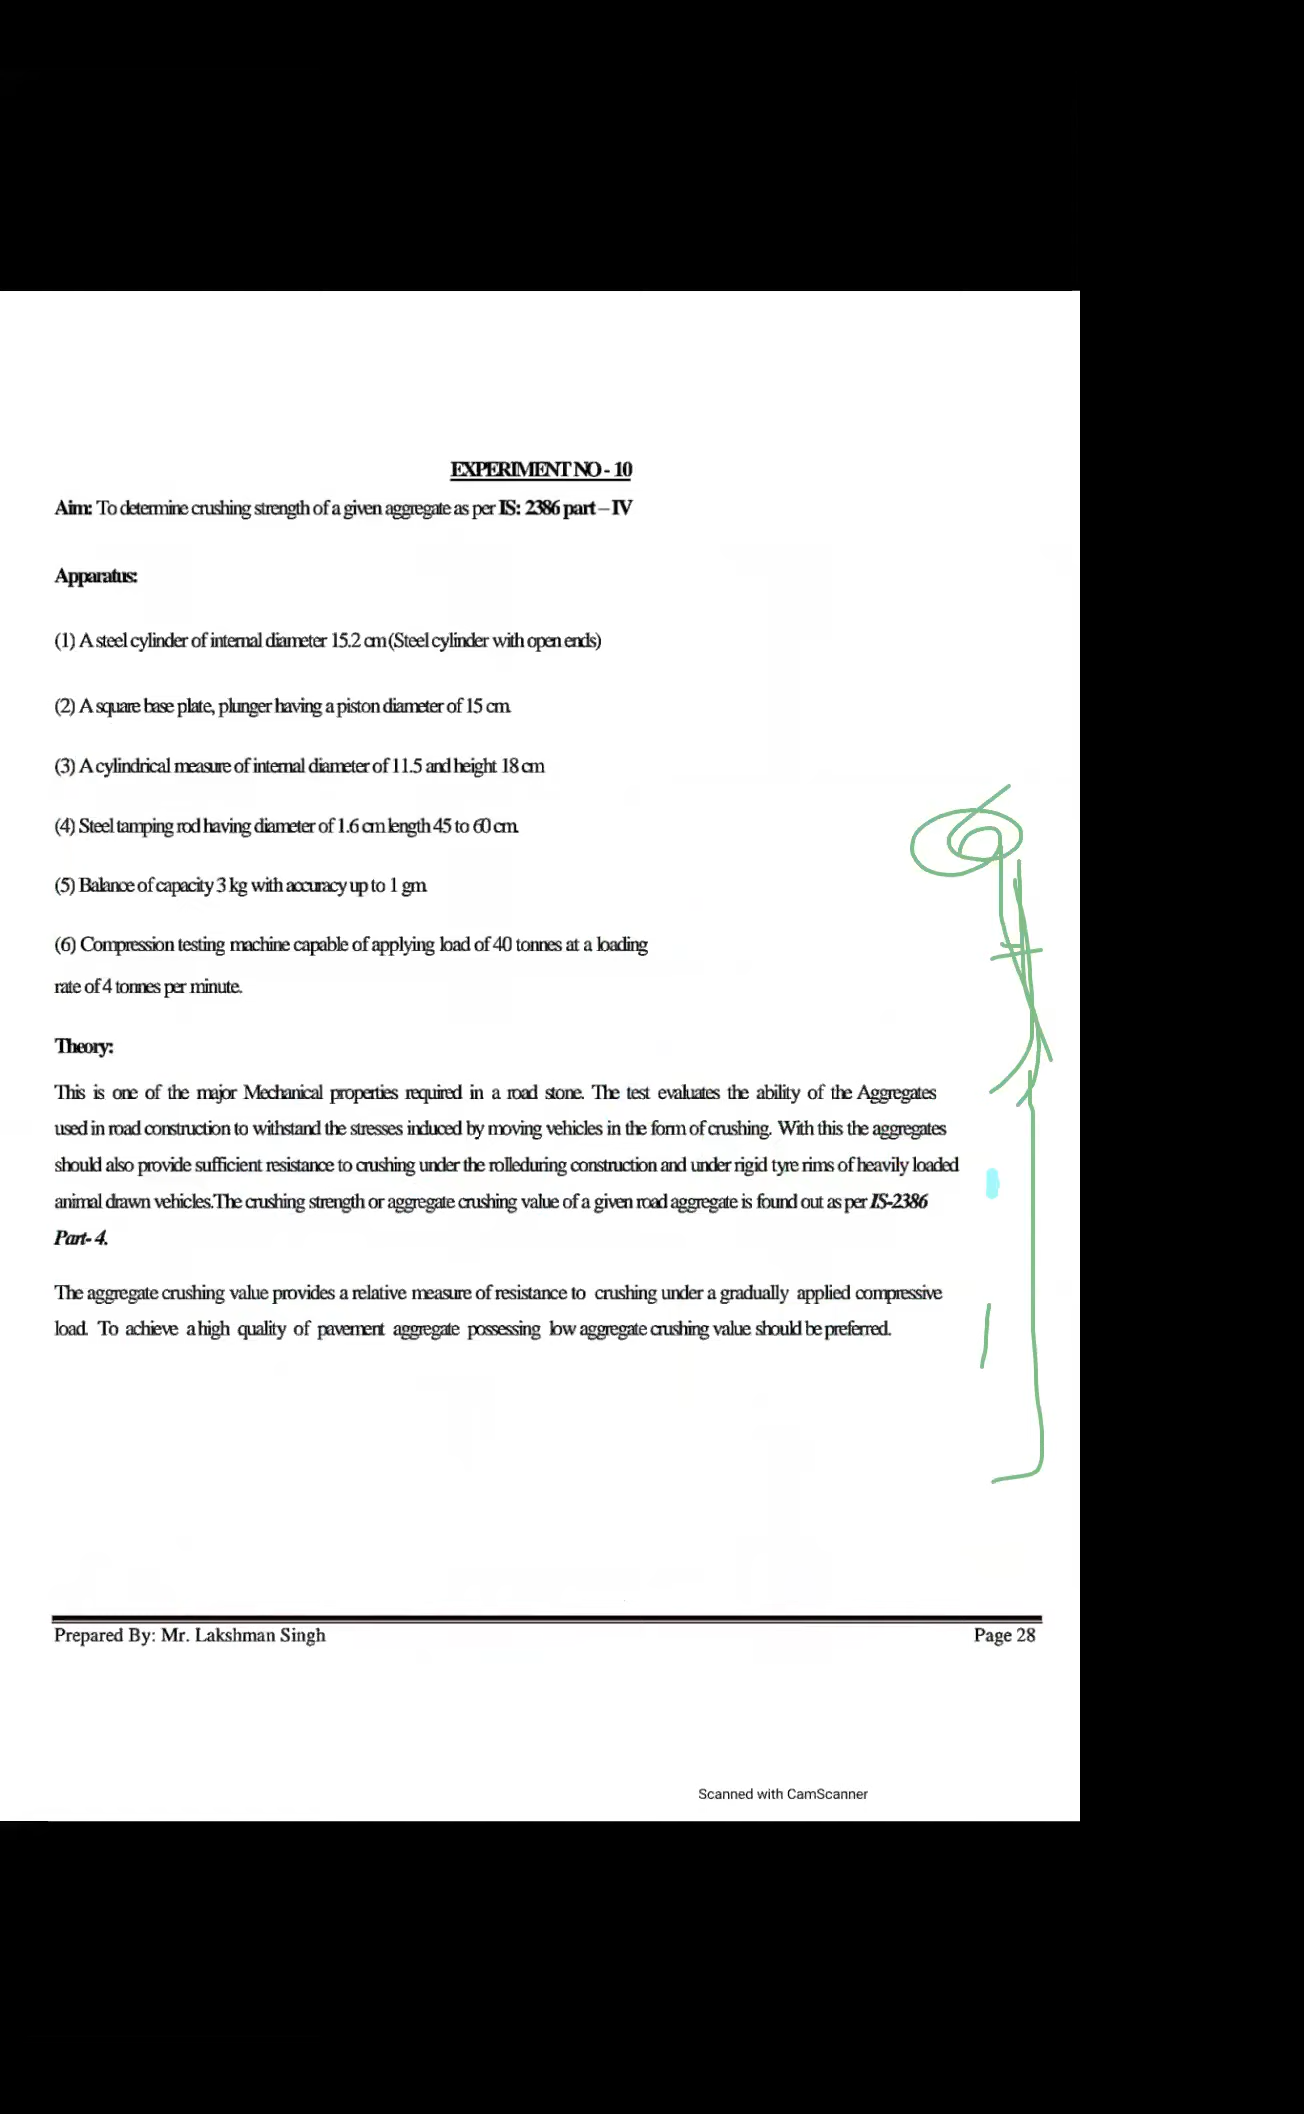 EXPERIMENT NO - 10
Aim: To determine crushing strength of a given aggregate as per IS: 2386 part – IV
Apparatus:
(1) A steel cylinder of internal diameter 15.2 cm (Steel cylinder with open ends)
(2) A square base plate, plunger having a piston diameter of 15 cm.
(3) A cylindrical measure of internal diameter of 11.5 and height 18 cm
(4) Steel tamping rod having diameter of 1.6 cm length 45 to 60 cm.
(5) Balance of capacity 3 kg with accuracy up to 1 gm.
(6) Compression testing machine capable of applying load of 40 tonnes at a loading
rate of 4 tonnes per minute.
Theory:
This is one of the major Mechanical properties required in a road stone. The test evaluates the ability of the Aggregates
used in road construction to withstand the stresses induced by moving vehicles in the form of crushing. With this the aggregates
should also provide sufficient resistance to crushing under the rolleduring construction and under rigid tyre rims of heavily loaded
animal drawn vehicles.The crushing strength or aggregate crushing value of a given road aggregate is found out as per IS-2386
Part- 4.
The aggregate crushing value provides a relative measure of resistance to crushing under a gradually applied compressive
load. To achieve a high quality of pavement aggregate possessing low aggregate crushing value should be preferred.
Prepared By: Mr. Lakshman Singh Page 28
Scanned with CamScanner